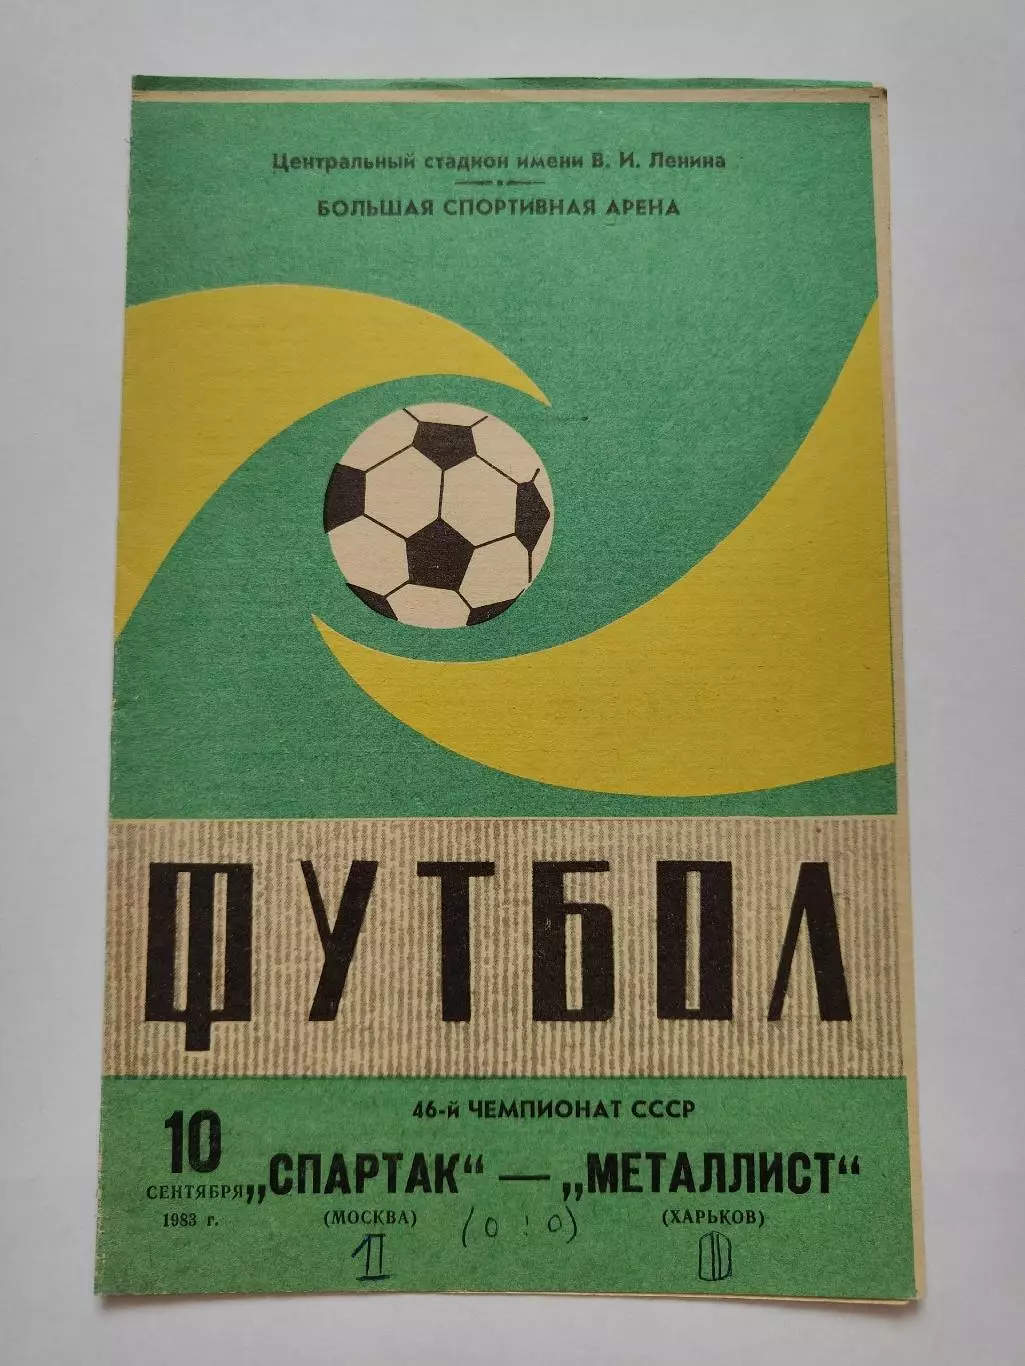 Центральный стадион имени В. И. Ленина
БОЛЬШАЯ СПОРТИВНАЯ АРЕНА
ФУТБОЛ
46-й ЧЕМПИОНАТ СССР
10 „СПАРТАК“ — „МЕТАЛЛИСТ“
СЕНТЯБРЯ
1983 г. (МОСКВА) (0:0) (ХАРЬКОВ)
1 0